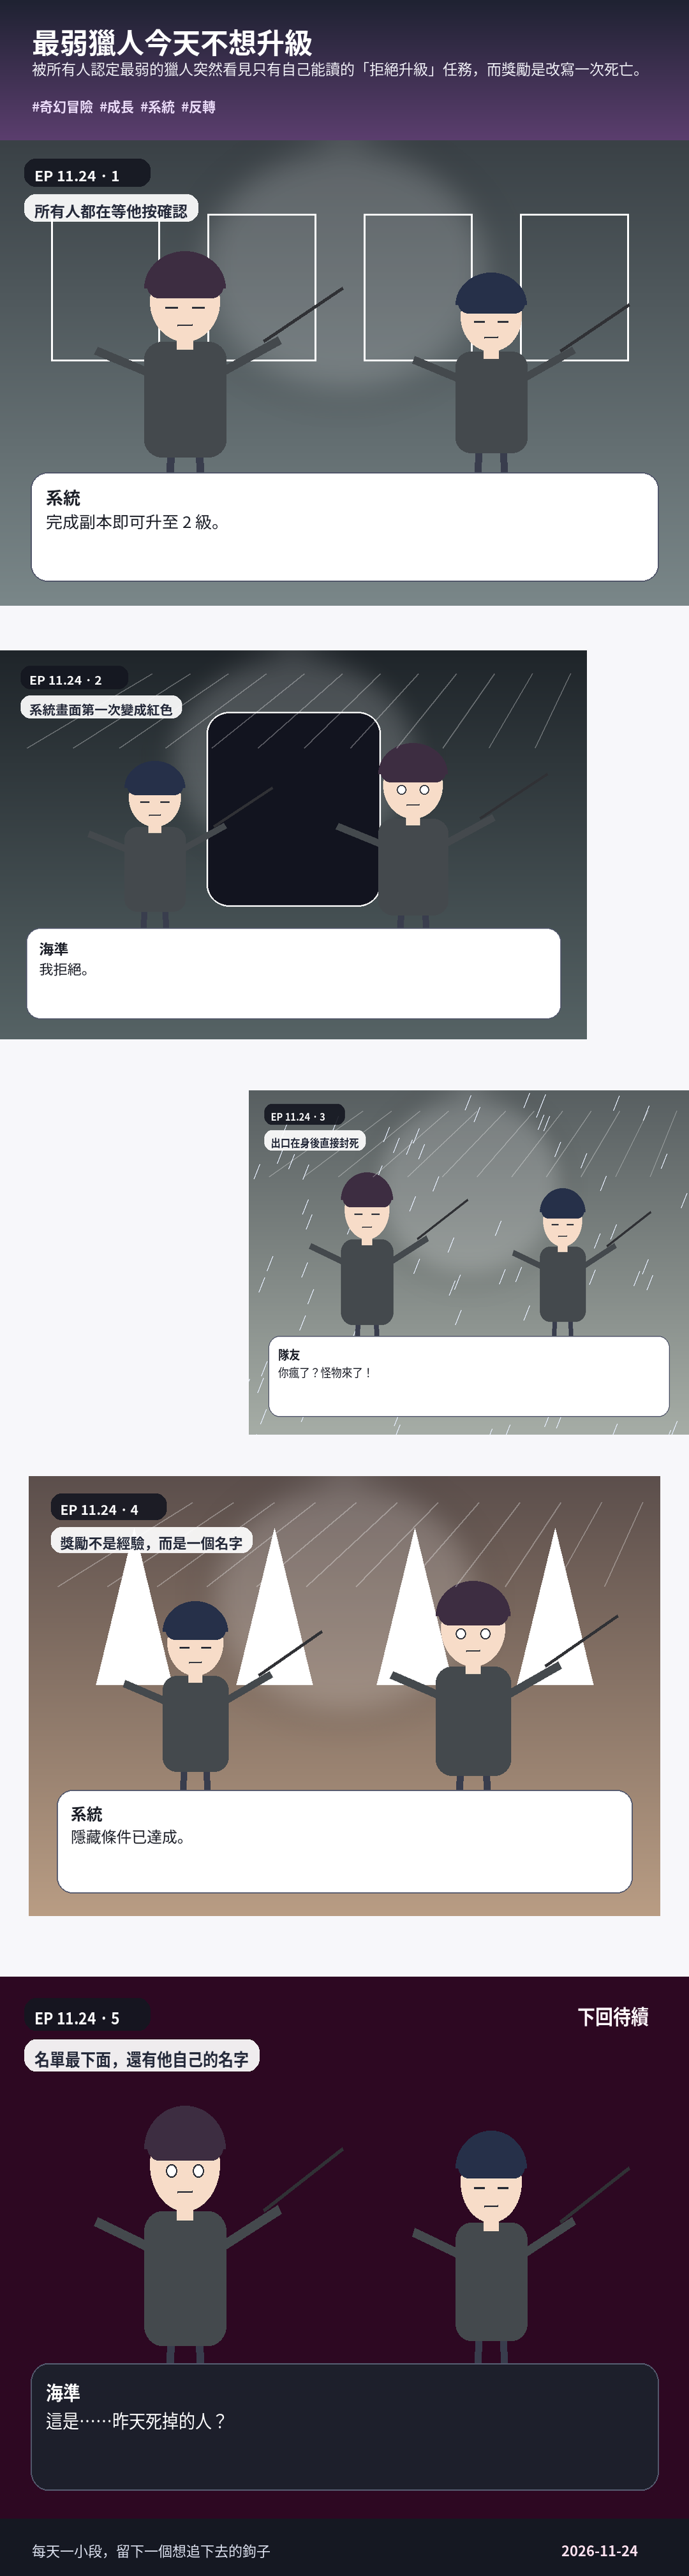 最弱獵人今天不想升級
被所有人認定最弱的獵人突然看見只有自己能讀的「拒絕升級」任務，而獎勵是改寫一次死亡。
#奇幻冒險 #成長 #系統 #反轉
EP 11.24・1
所有人都在等他按確認
系統
完成副本即可升至 2 級。
EP 11.24・2
系統畫面第一次變成紅色
海準
我拒絕。
EP 11.24・3
出口在身後直接封死
隊友
你瘋了？怪物來了！
EP 11.24・4
獎勵不是經驗，而是一個名字
系統
隱藏條件已達成。
EP 11.24・5
下回待續
名單最下面，還有他自己的名字
海準
這是⋯⋯昨天死掉的人？
每天一小段，留下一個想追下去的鉤子
2026-11-24